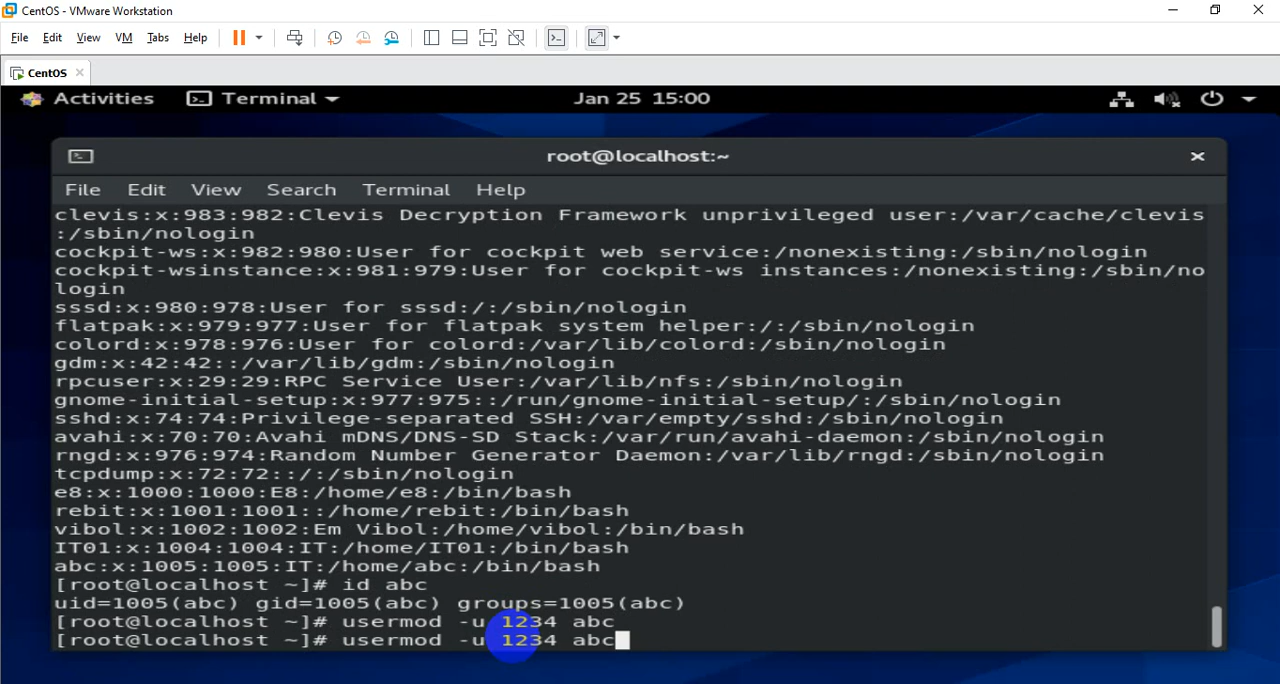 CentOS - VMware Workstation
File Edit View VM Tabs Help
CentOS
Activities Terminal Jan 25 15:00
root@localhost:~
File Edit View Search Terminal Help
clevis:x:983:982:Clevis Decryption Framework unprivileged user:/var/cache/clevis
:/sbin/nologin
cockpit-ws:x:982:980:User for cockpit web service:/nonexisting:/sbin/nologin
cockpit-wsinstance:x:981:979:User for cockpit-ws instances:/nonexisting:/sbin/no
login
sssd:x:980:978:User for sssd:/:/sbin/nologin
flatpak:x:979:977:User for flatpak system helper:/:/sbin/nologin
colord:x:978:976:User for colord:/var/lib/colord:/sbin/nologin
gdm:x:42:42::/var/lib/gdm:/sbin/nologin
rpcuser:x:29:29:RPC Service User:/var/lib/nfs:/sbin/nologin
gnome-initial-setup:x:977:975::/run/gnome-initial-setup/:/sbin/nologin
sshd:x:74:74:Privilege-separated SSH:/var/empty/sshd:/sbin/nologin
avahi:x:70:70:Avahi mDNS/DNS-SD Stack:/var/run/avahi-daemon:/sbin/nologin
rngd:x:976:974:Random Number Generator Daemon:/var/lib/rngd:/sbin/nologin
tcpdump:x:72:72::/:/sbin/nologin
e8:x:1000:1000:E8:/home/e8:/bin/bash
rebit:x:1001:1001::/home/rebit:/bin/bash
vibol:x:1002:1002:Em Vibol:/home/vibol:/bin/bash
IT01:x:1004:1004:IT:/home/IT01:/bin/bash
abc:x:1005:1005:IT:/home/abc:/bin/bash
[root@localhost ~]# id abc
uid=1005(abc) gid=1005(abc) groups=1005(abc)
[root@localhost ~]# usermod -u 1234 abc
[root@localhost ~]# usermod -u 1234 abc